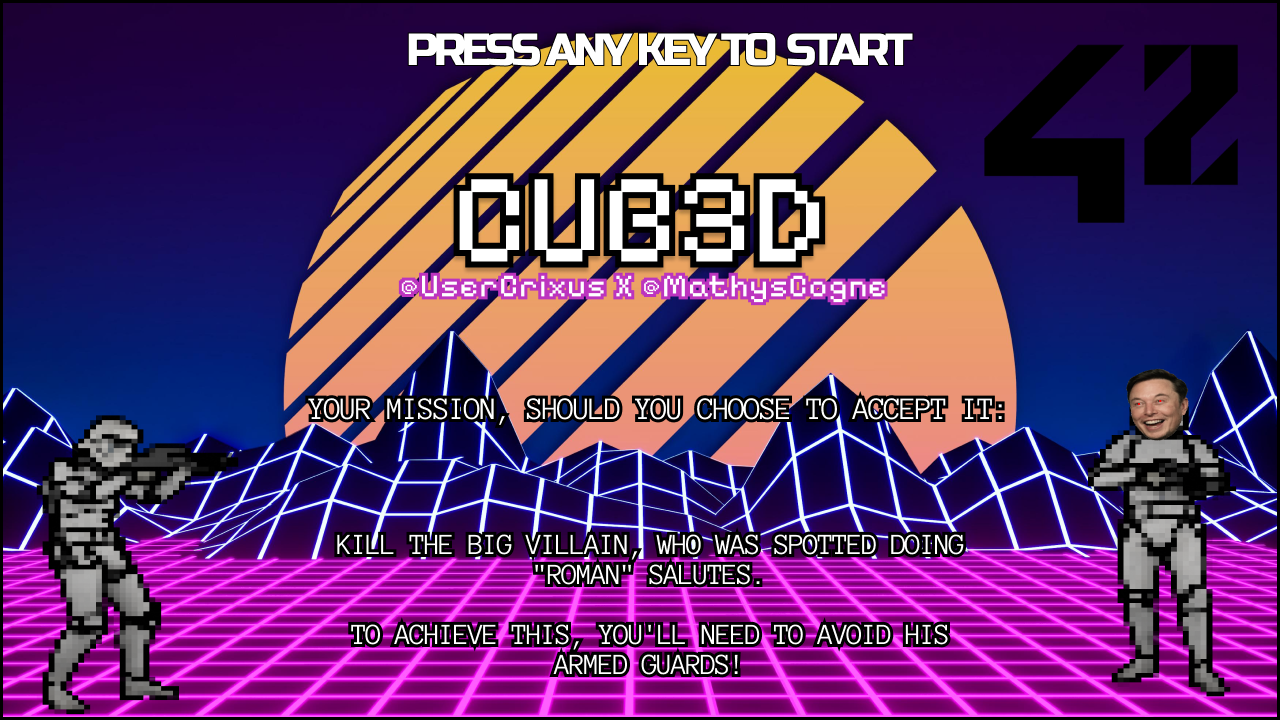 PRESS ANY KEY TO START
42
CUB3D
@UserCrixus X @MathysCogne
YOUR MISSION, SHOULD YOU CHOOSE TO ACCEPT IT:
KILL THE BIG VILLAIN, WHO WAS SPOTTED DOING
"ROMAN" SALUTES.
TO ACHIEVE THIS, YOU'LL NEED TO AVOID HIS
ARMED GUARDS!